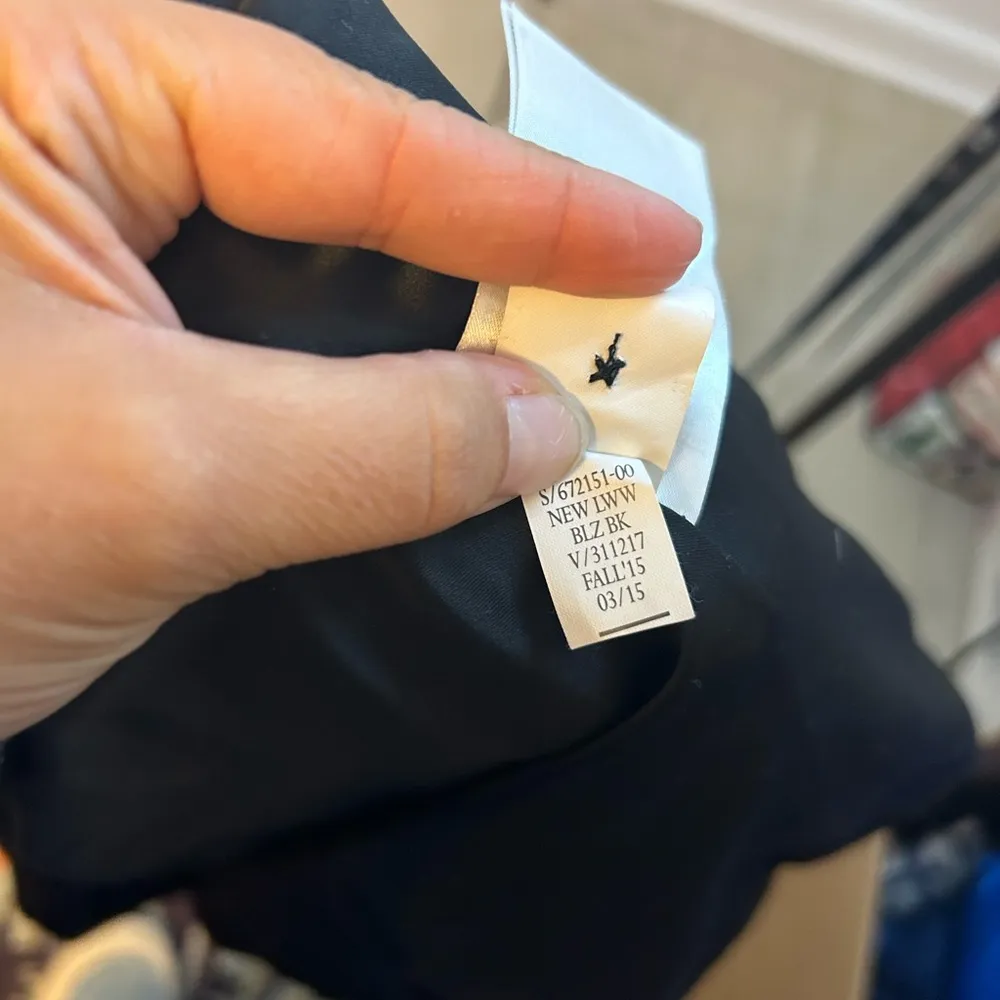 S/672151-00
NEW LWW
BLZ BK
V/311217
FALL'15
03/15